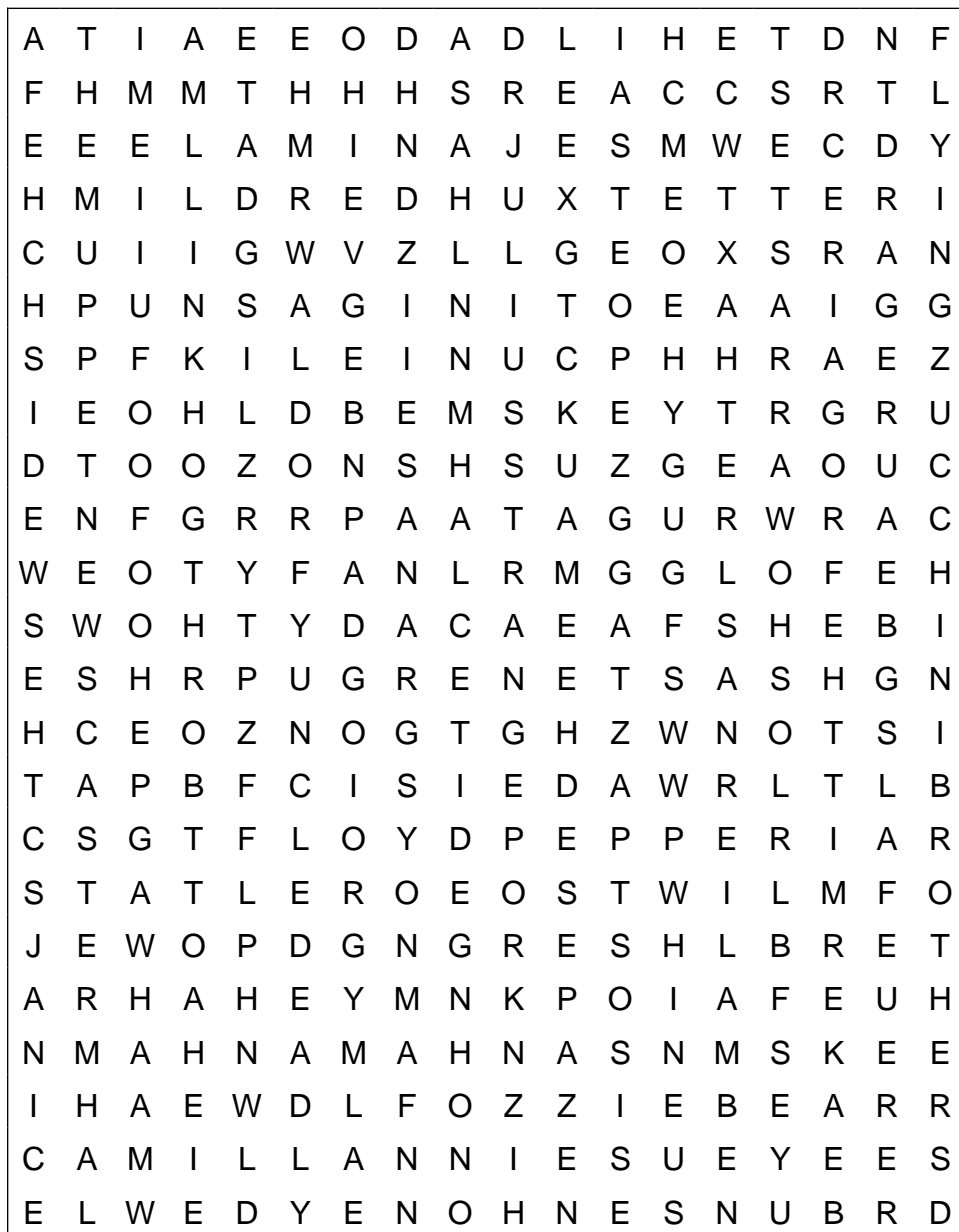 A T I A E E O D A D L I H E T D N F
F H M M T H H H S R E A C C S R T L
E E E L A M I N A J E S M W E C D Y
H M I L D R E D H U X T E T T E R I
C U I I G W V Z L L G E O X S R A N
H P U N S A G I N I T O E A A I G G
S P F K I L E I N U C P H H R A E Z
I E O H L D B E M S K E Y T R G R U
D T O O Z O N S H S U Z G E A O U C
E N F G R R P A A T A G U R W R A C
W E O T Y F A N L R M G G L O F E H
S W O H T Y D A C A E A F S H E B I
E S H R P U G R E N E T S A S H G N
H C E O Z N O G T G H Z W N O T S I
T A P B F C I S I E D A W R L T L B
C S G T F L O Y D P E P P E R I A R
S T A T L E R O E O S T W I L M F O
J E W O P D G N G R E S H L B R E T
A R H A H E Y M N K P O I A F E U H
N M A H N A M A H N A S N M S K E E
I H A E W D L F O Z Z I E B E A R R
C A M I L L A N N I E S U E Y E E S
E L W E D Y E N O H N E S N U B R D